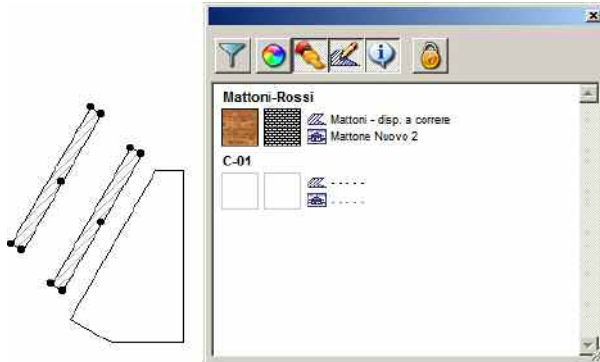 Mattoni-Rossi
Mattoni - disp. a correre
Mattone Nuovo 2
C-01
- - - - -
- - - - -